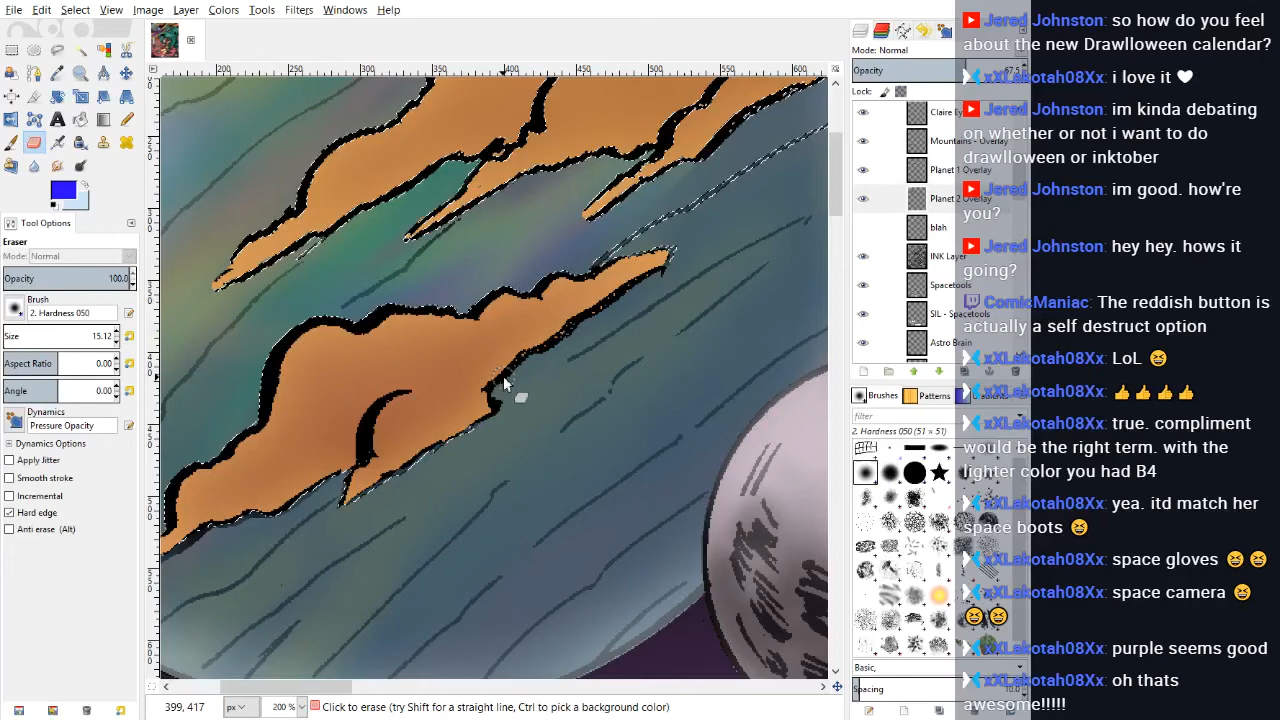 File Edit Select View Image Layer Colors Tools Filters Windows Help
200 250 300 350 400 450 500 550 600
Tool Options
Eraser
Mode: Normal
Opacity 100.0
Brush
2. Hardness 050
Size 15.12
Aspect Ratio 0.00
Angle 0.00
Dynamics
Pressure Opacity
Dynamics Options
Apply Jitter
Smooth stroke
Incremental
Hard edge
Anti erase (Alt)
399, 417 px 200 % Click to erase (try Shift for a straight line, Ctrl to pick a background color)
Mode: Normal
Opacity 67.5
Lock:
Claire Ey
Mountains - Overlay
Planet 1 Overlay
Planet 2 Overlay
blah
INK Layer
Spacetools
SIL - Spacetools
Astro Brain
Brushes Patterns Gradients
filter
2. Hardness 050 (51 × 51)
Basic,
Spacing 10.0
Jered Johnston: so how do you feel
about the new Drawlloween calendar?
xXLakotah08Xx: i love it ♥
Jered Johnston: im kinda debating
on whether or not i want to do
drawlloween or inktober
Jered Johnston: im good. how're
you?
Jered Johnston: hey hey. hows it
going?
ComicManiac: The reddish button is
actually a self destruct option
xXLakotah08Xx: LoL 😆
xXLakotah08Xx: 👍👍👍👍
xXLakotah08Xx: true. compliment
would be the right term. with the
lighter color you had B4
xXLakotah08Xx: yea. itd match her
space boots 😆
xXLakotah08Xx: space gloves 😆😆
xXLakotah08Xx: space camera 😆
😆😆
xXLakotah08Xx: purple seems good
xXLakotah08Xx: oh thats
awesome!!!!!